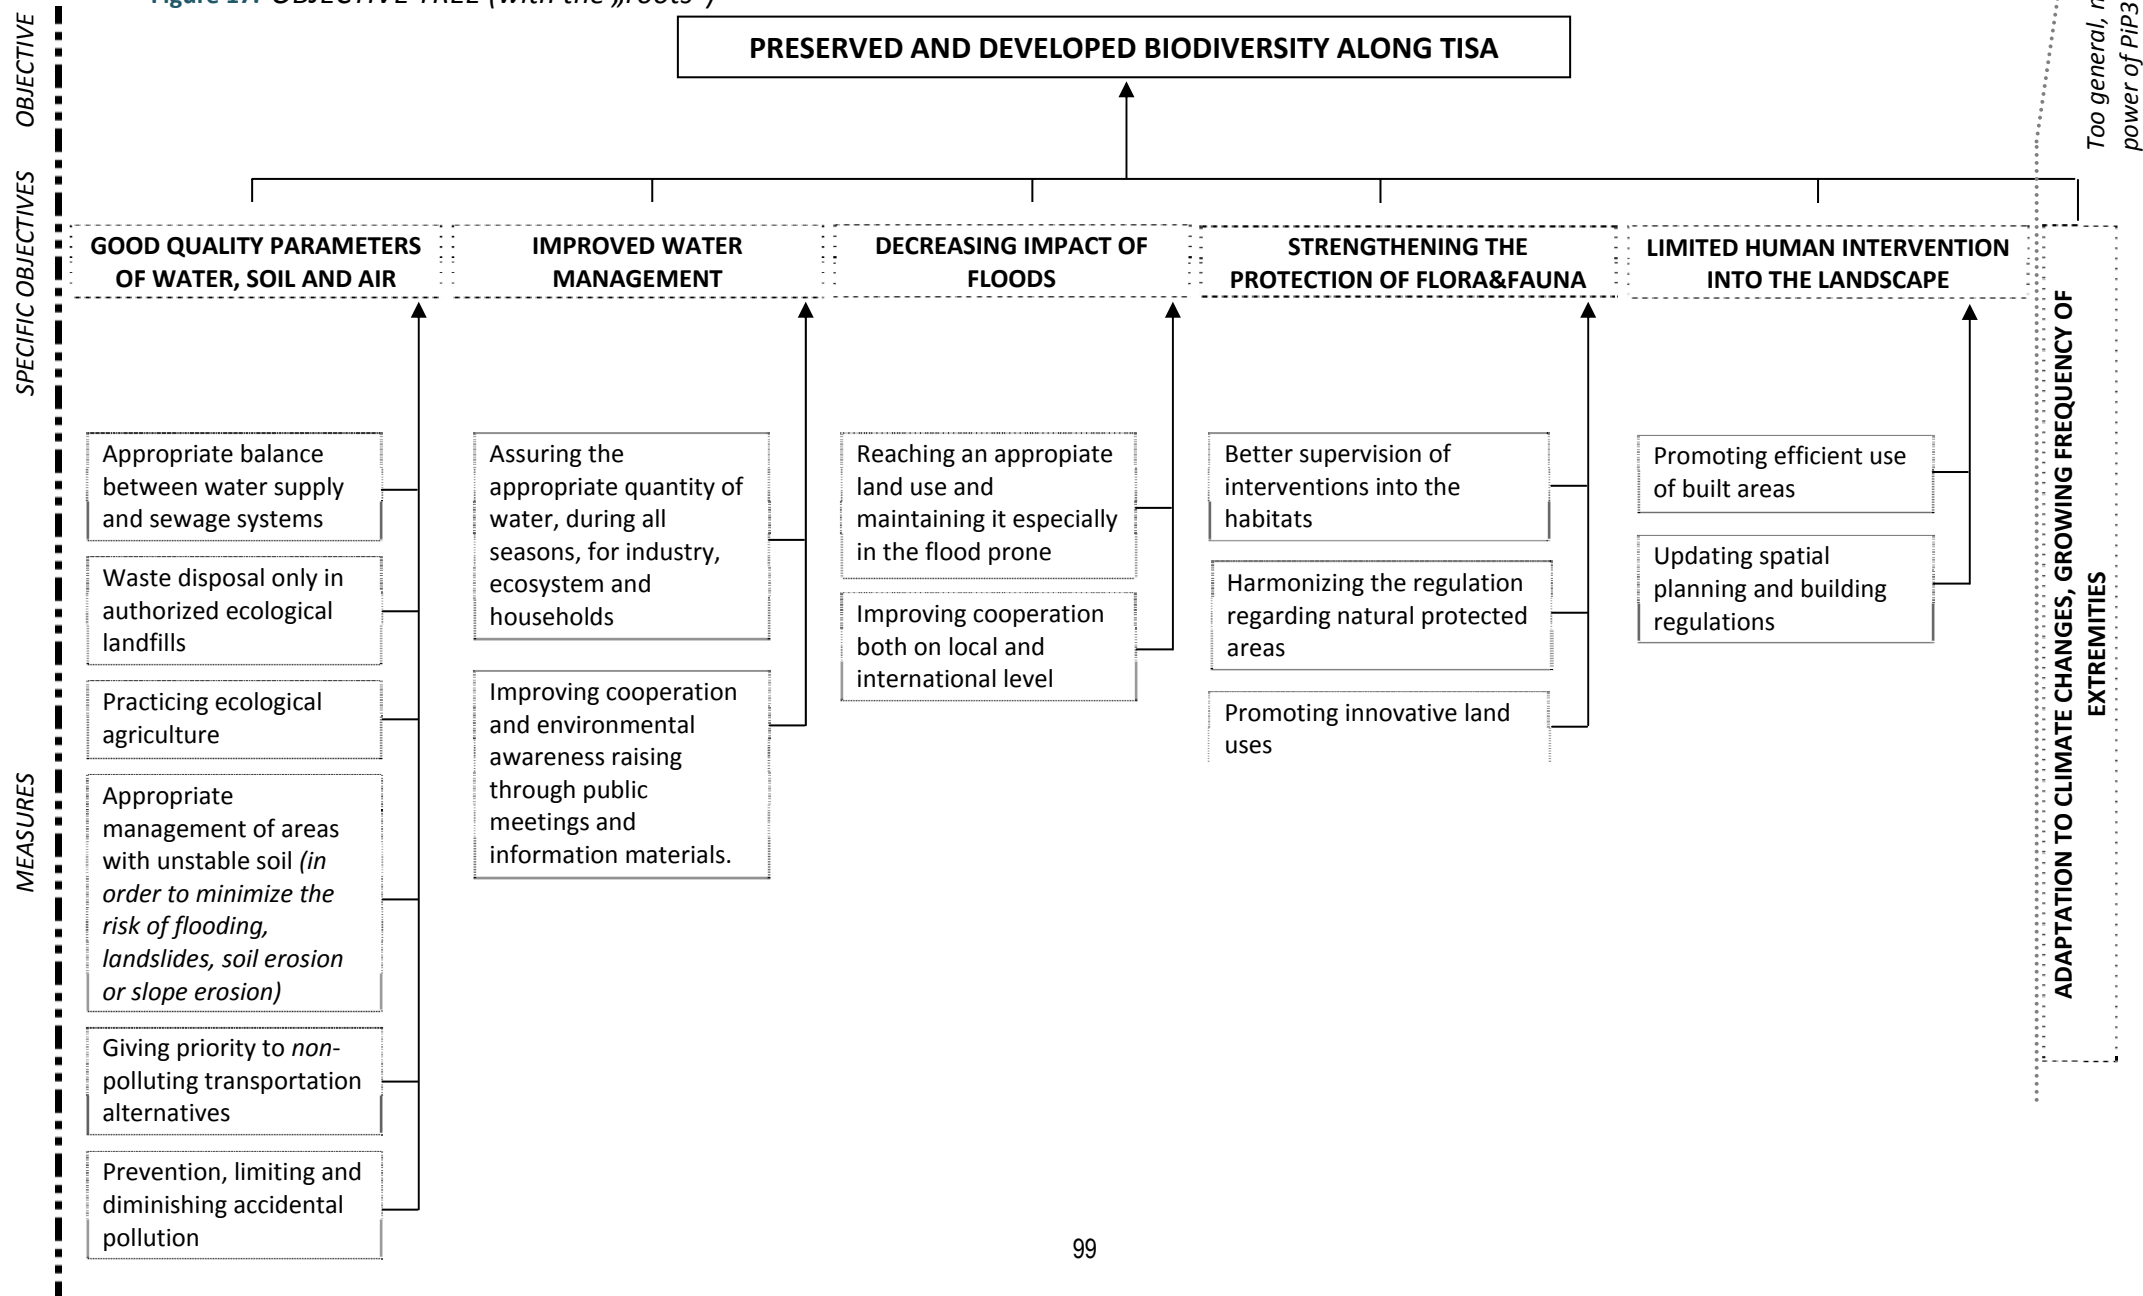 Figure 17. OBJECTIVE TREE (with the „roots")
OBJECTIVE
PRESERVED AND DEVELOPED BIODIVERSITY ALONG TISA
Too general, n
power of PiP3
SPECIFIC OBJECTIVES
GOOD QUALITY PARAMETERS
OF WATER, SOIL AND AIR
IMPROVED WATER
MANAGEMENT
DECREASING IMPACT OF
FLOODS
STRENGTHENING THE
PROTECTION OF FLORA&FAUNA
LIMITED HUMAN INTERVENTION
INTO THE LANDSCAPE
ADAPTATION TO CLIMATE CHANGES, GROWING FREQUENCY OF
EXTREMITIES
MEASURES
Appropriate balance
between water supply
and sewage systems
Waste disposal only in
authorized ecological
landfills
Practicing ecological
agriculture
Appropriate
management of areas
with unstable soil (in
order to minimize the
risk of flooding,
landslides, soil erosion
or slope erosion)
Giving priority to non-
polluting transportation
alternatives
Prevention, limiting and
diminishing accidental
pollution
Assuring the
appropriate quantity of
water, during all
seasons, for industry,
ecosystem and
households
Improving cooperation
and environmental
awareness raising
through public
meetings and
information materials.
Reaching an appropiate
land use and
maintaining it especially
in the flood prone
Improving cooperation
both on local and
international level
Better supervision of
interventions into the
habitats
Harmonizing the regulation
regarding natural protected
areas
Promoting innovative land
uses
Promoting efficient use
of built areas
Updating spatial
planning and building
regulations
99